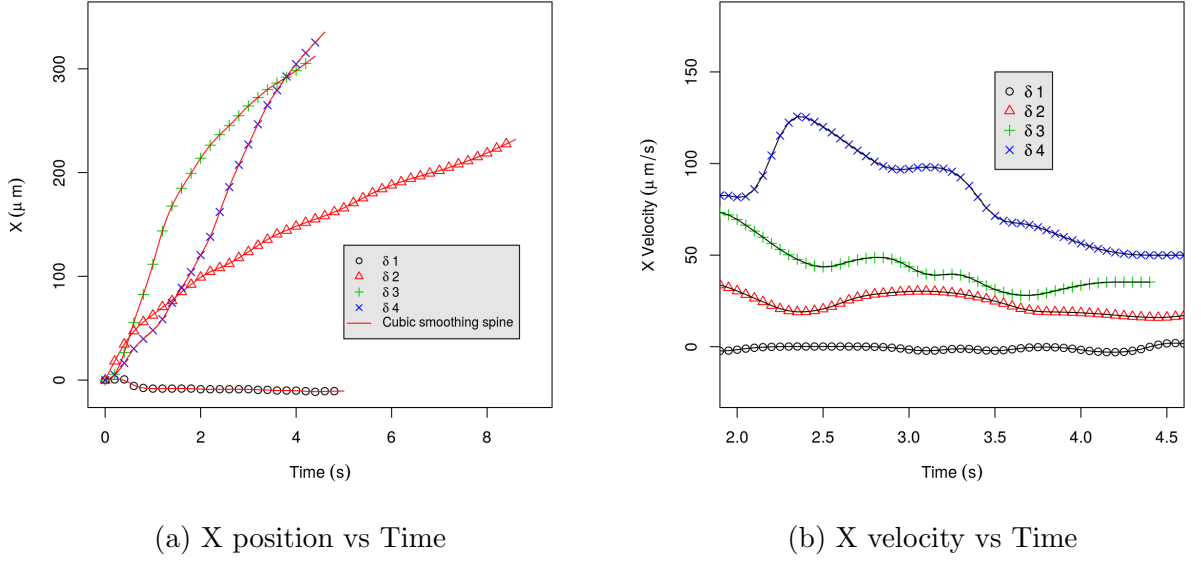 X (μ m)
300
200
100
0
δ 1
δ 2
δ 3
δ 4
Cubic smoothing spine
0 2 4 6 8
Time (s)
(a) X position vs Time
X Velocity (μ m/s)
150
100
50
0
δ 1
δ 2
δ 3
δ 4
2.0 2.5 3.0 3.5 4.0 4.5
Time (s)
(b) X velocity vs Time